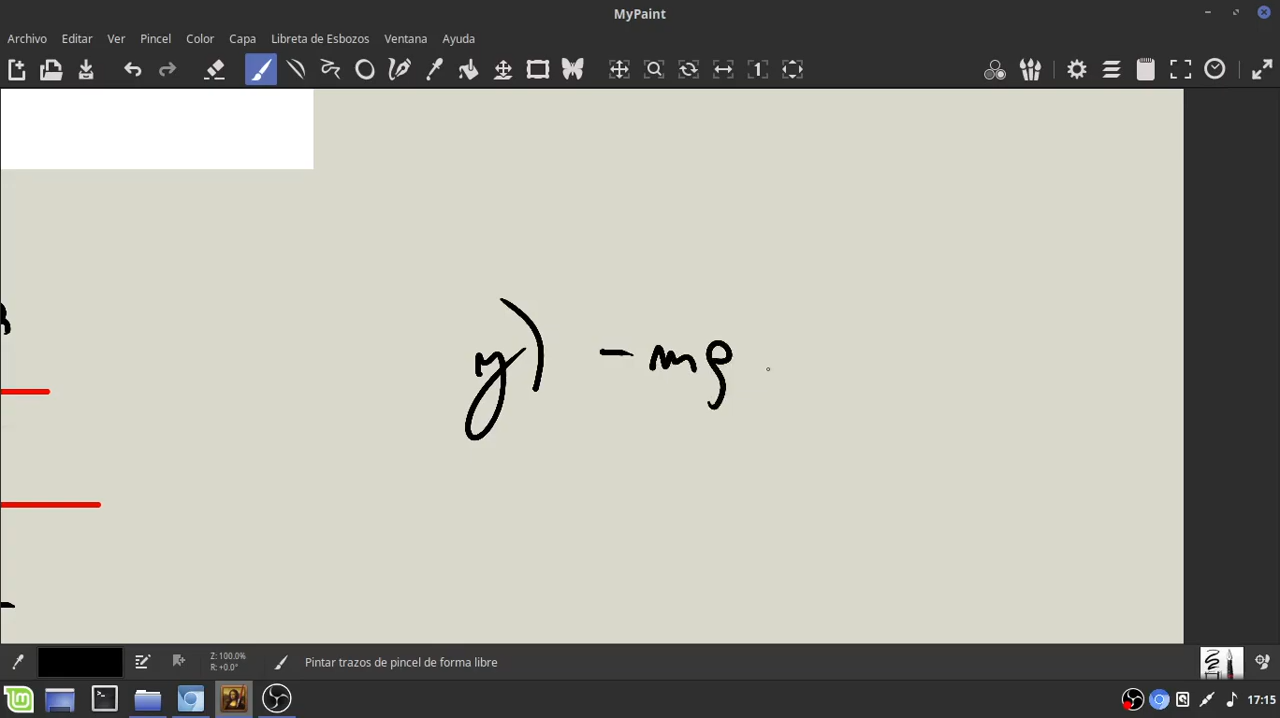 MyPaint
Archivo Editar Ver Pincel Color Capa Libreta de Esbozos Ventana Ayuda
1
y) - mg
Z: 100.0%
R: +0.0°
Pintar trazos de pincel de forma libre
17:15